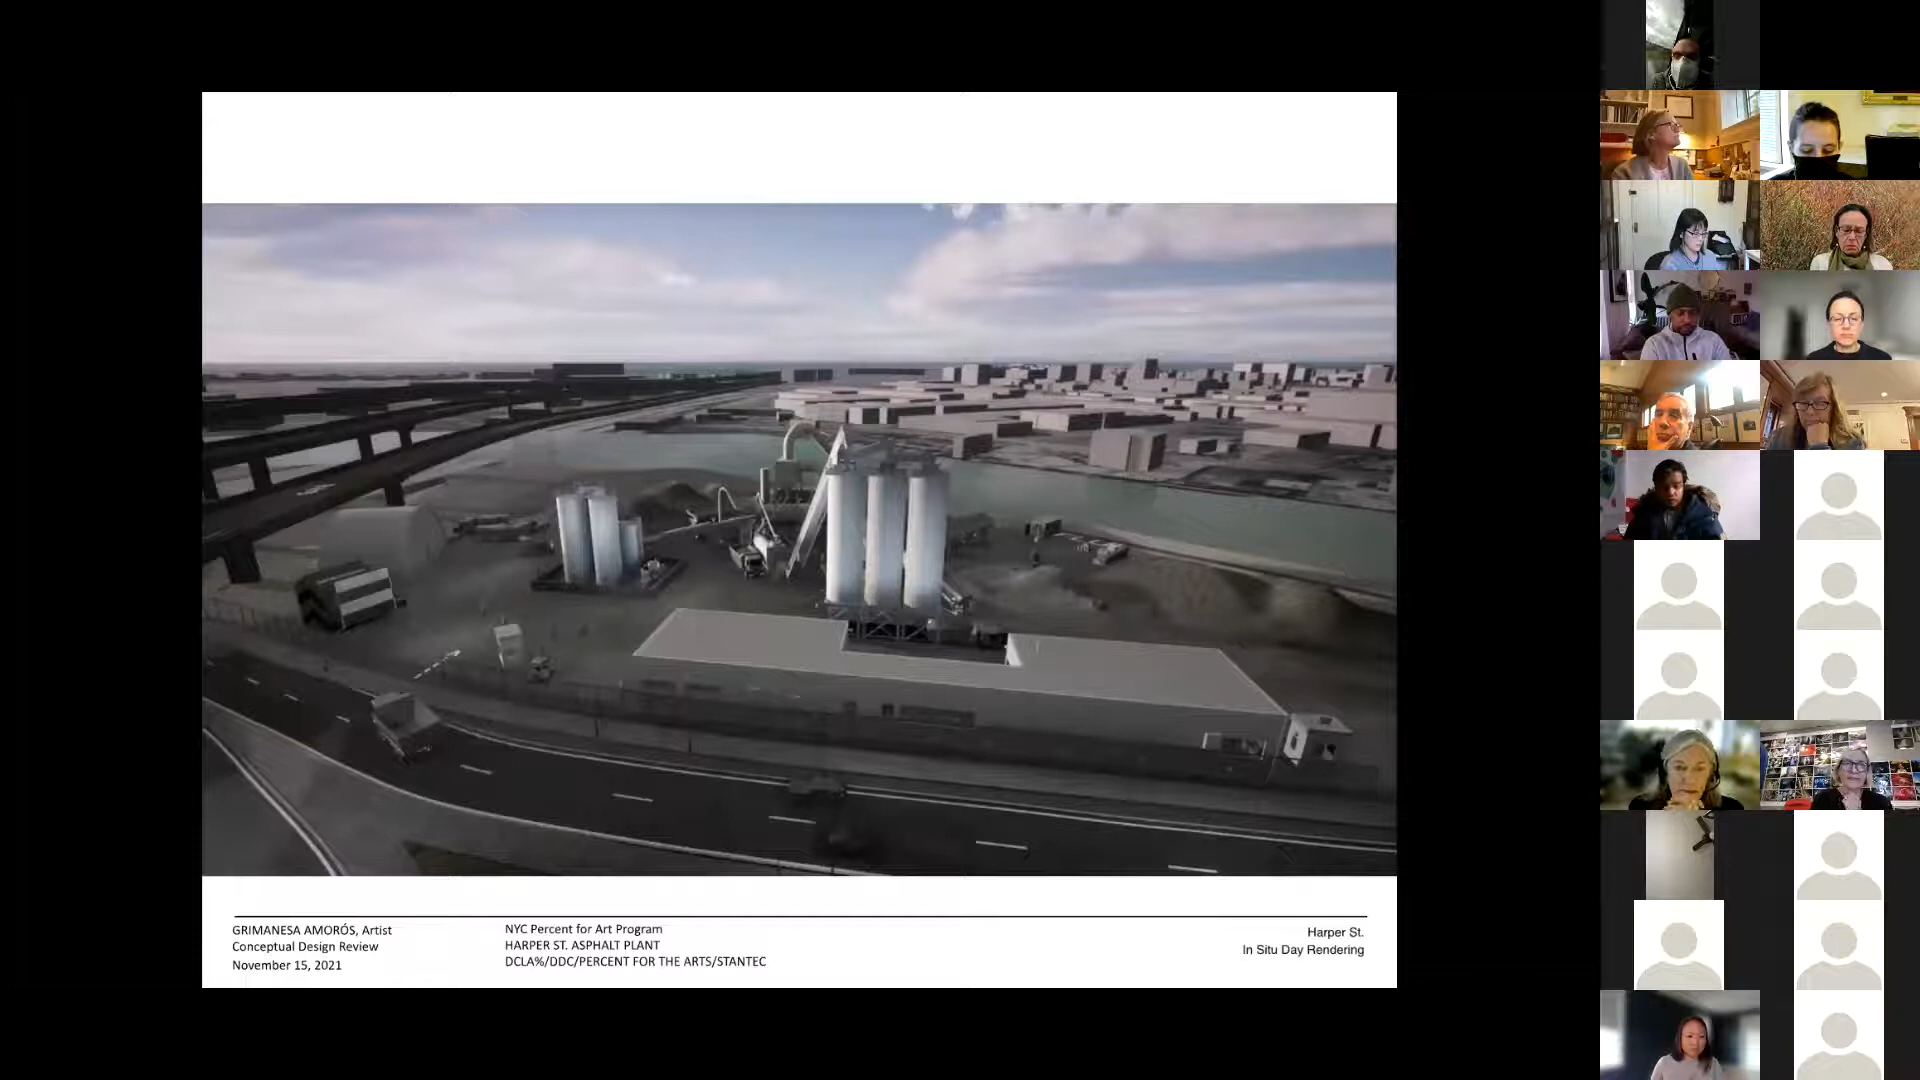 GRIMANESA AMORÓS, Artist
Conceptual Design Review
November 15, 2021
NYC Percent for Art Program
HARPER ST. ASPHALT PLANT
DCLA%/DDC/PERCENT FOR THE ARTS/STANTEC
Harper St.
In Situ Day Rendering